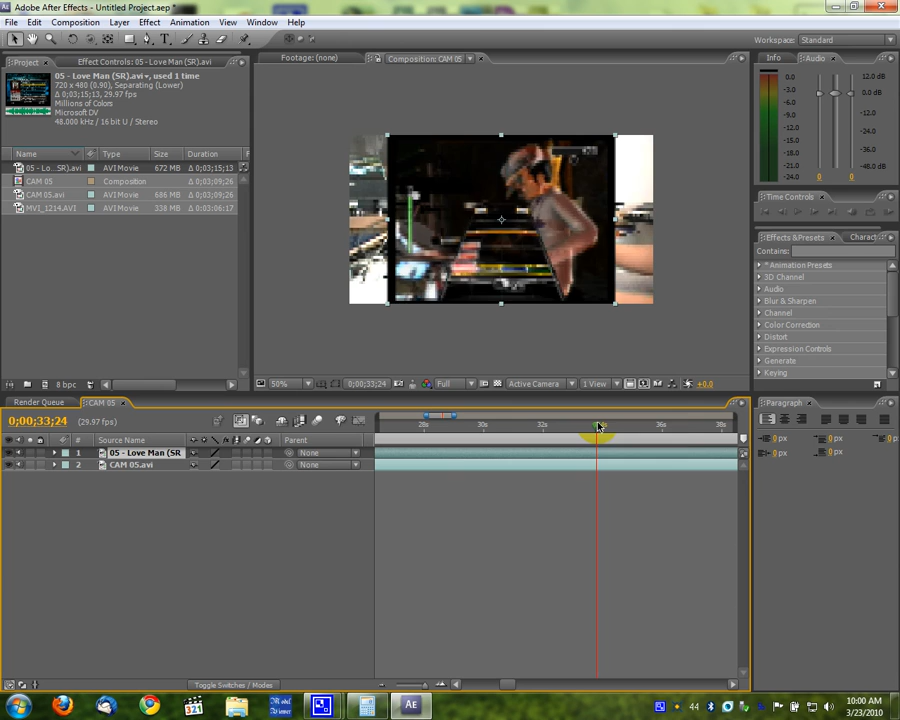 Adobe After Effects - Untitled Project.aep *
File Edit Composition Layer Effect Animation View Window Help
Workspace: Standard
Project Effect Controls: 05 - Love Man (SR).avi
Footage: (none) Composition: CAM 05
Info Audio
05 - Love Man (SR).avi, used 1 time
720 x 480 (0.90), Separating (Lower)
Δ 0;03;15;13, 29.97 fps
Millions of Colors
Microsoft DV
48.000 kHz / 16 bit U / Stereo
0.0 12.0 dB
-3.0
-6.0 0.0 dB
-9.0
-12.0
-15.0
-18.0
-21.0
-24.0
-12.0
-24.0
-36.0
-48.0 dB
0 0
Name Type Size Duration
05 - Lo...SR).avi AVI Movie 672 MB Δ 0;03;15;13
CAM 05 Composition Δ 0;03;09;26
CAM 05.avi AVI Movie 686 MB Δ 0;03;09;26
MVI_1214.AVI AVI Movie 338 MB Δ 0:03:06:17
Time Controls
Effects & Presets Charact
Contains:
* Animation Presets
3D Channel
Audio
Blur & Sharpen
Channel
Color Correction
Distort
Expression Controls
Generate
Keying
8 bpc
50% 0;00;33;24 Full Active Camera 1 View +0.0
Render Queue CAM 05
Paragraph
0;00;33;24 (29.97 fps)
28s 30s 32s 36s 38s
# Source Name Parent
1 05 - Love Man (SR None
2 CAM 05.avi None
0 px 0 px 0 p
0 px 0 px
Toggle Switches / Modes
321
Ae
44
10:00 AM
3/23/2010